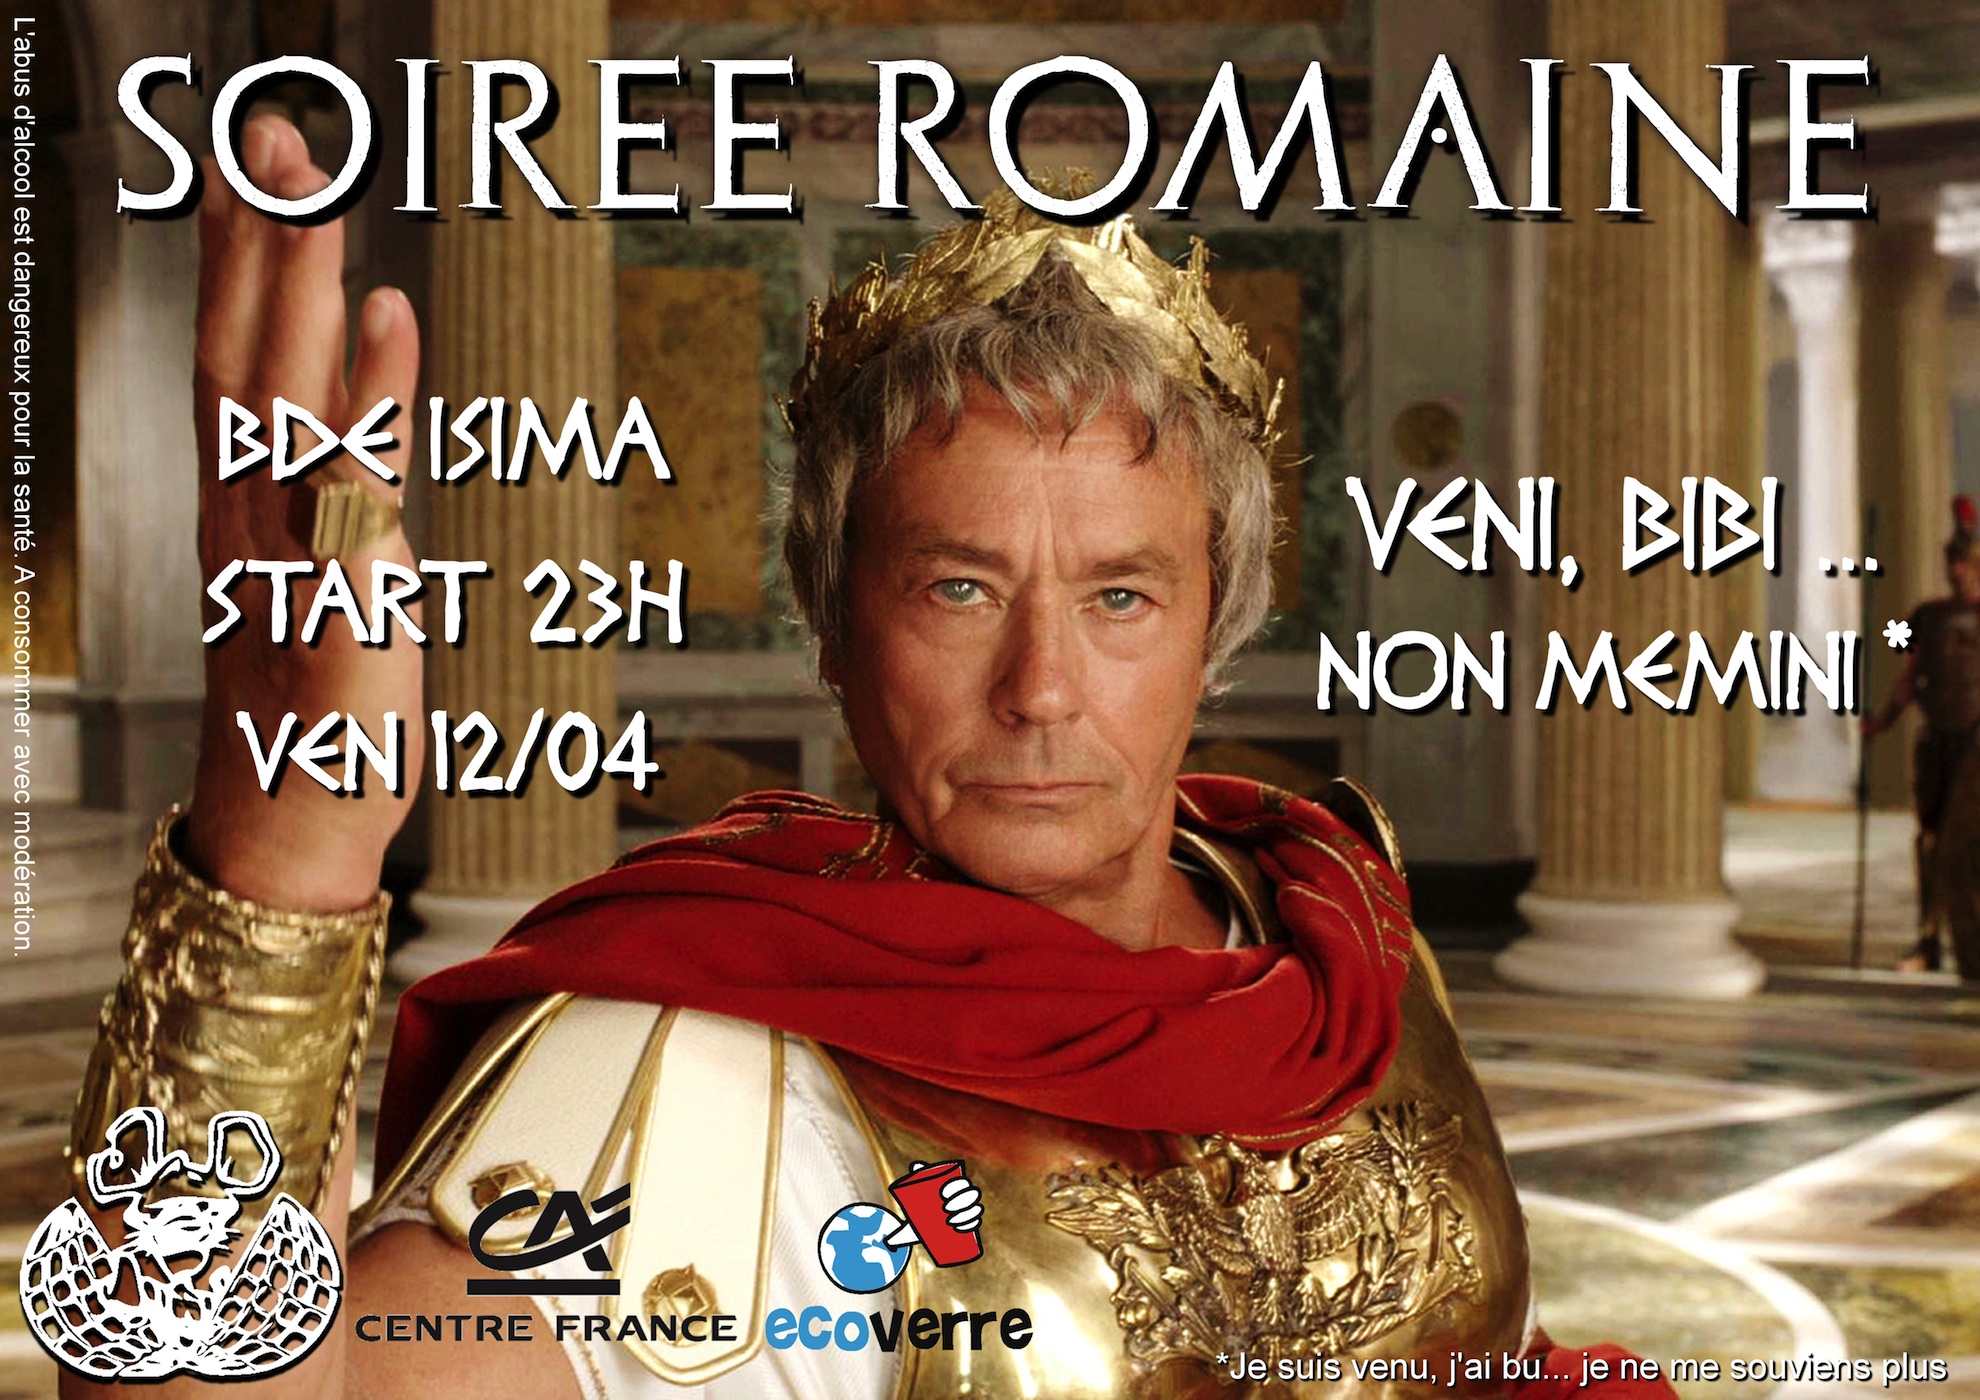 SOIREE ROMAINE
BDE ISIMA
START 23H
VEN 12/04
VENI, BIBI ...
NON MEMINI *
L'abus d'alcool est dangereux pour la santé. A consommer avec modération.
CA
CENTRE FRANCE
ecoverre
*Je suis venu, j'ai bu... je ne me souviens plus